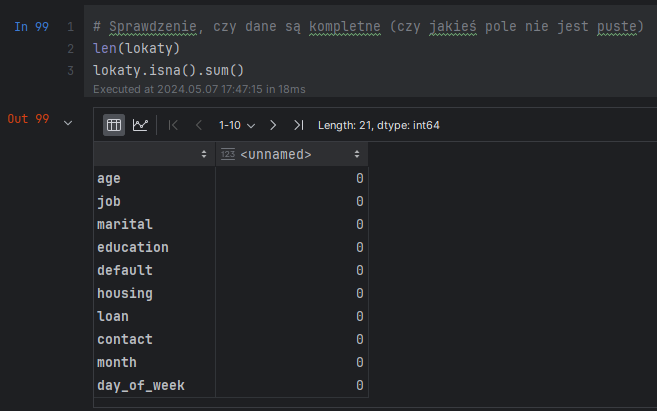 In 99 1 # Sprawdzenie, czy dane są kompletne (czy jakieś pole nie jest puste)
2 len(lokaty)
3 lokaty.isna().sum()
Executed at 2024.05.07 17:47:15 in 18ms
Out 99 1-10 Length: 21, dtype: int64
123 <unnamed>
age 0
job 0
marital 0
education 0
default 0
housing 0
loan 0
contact 0
month 0
day_of_week 0